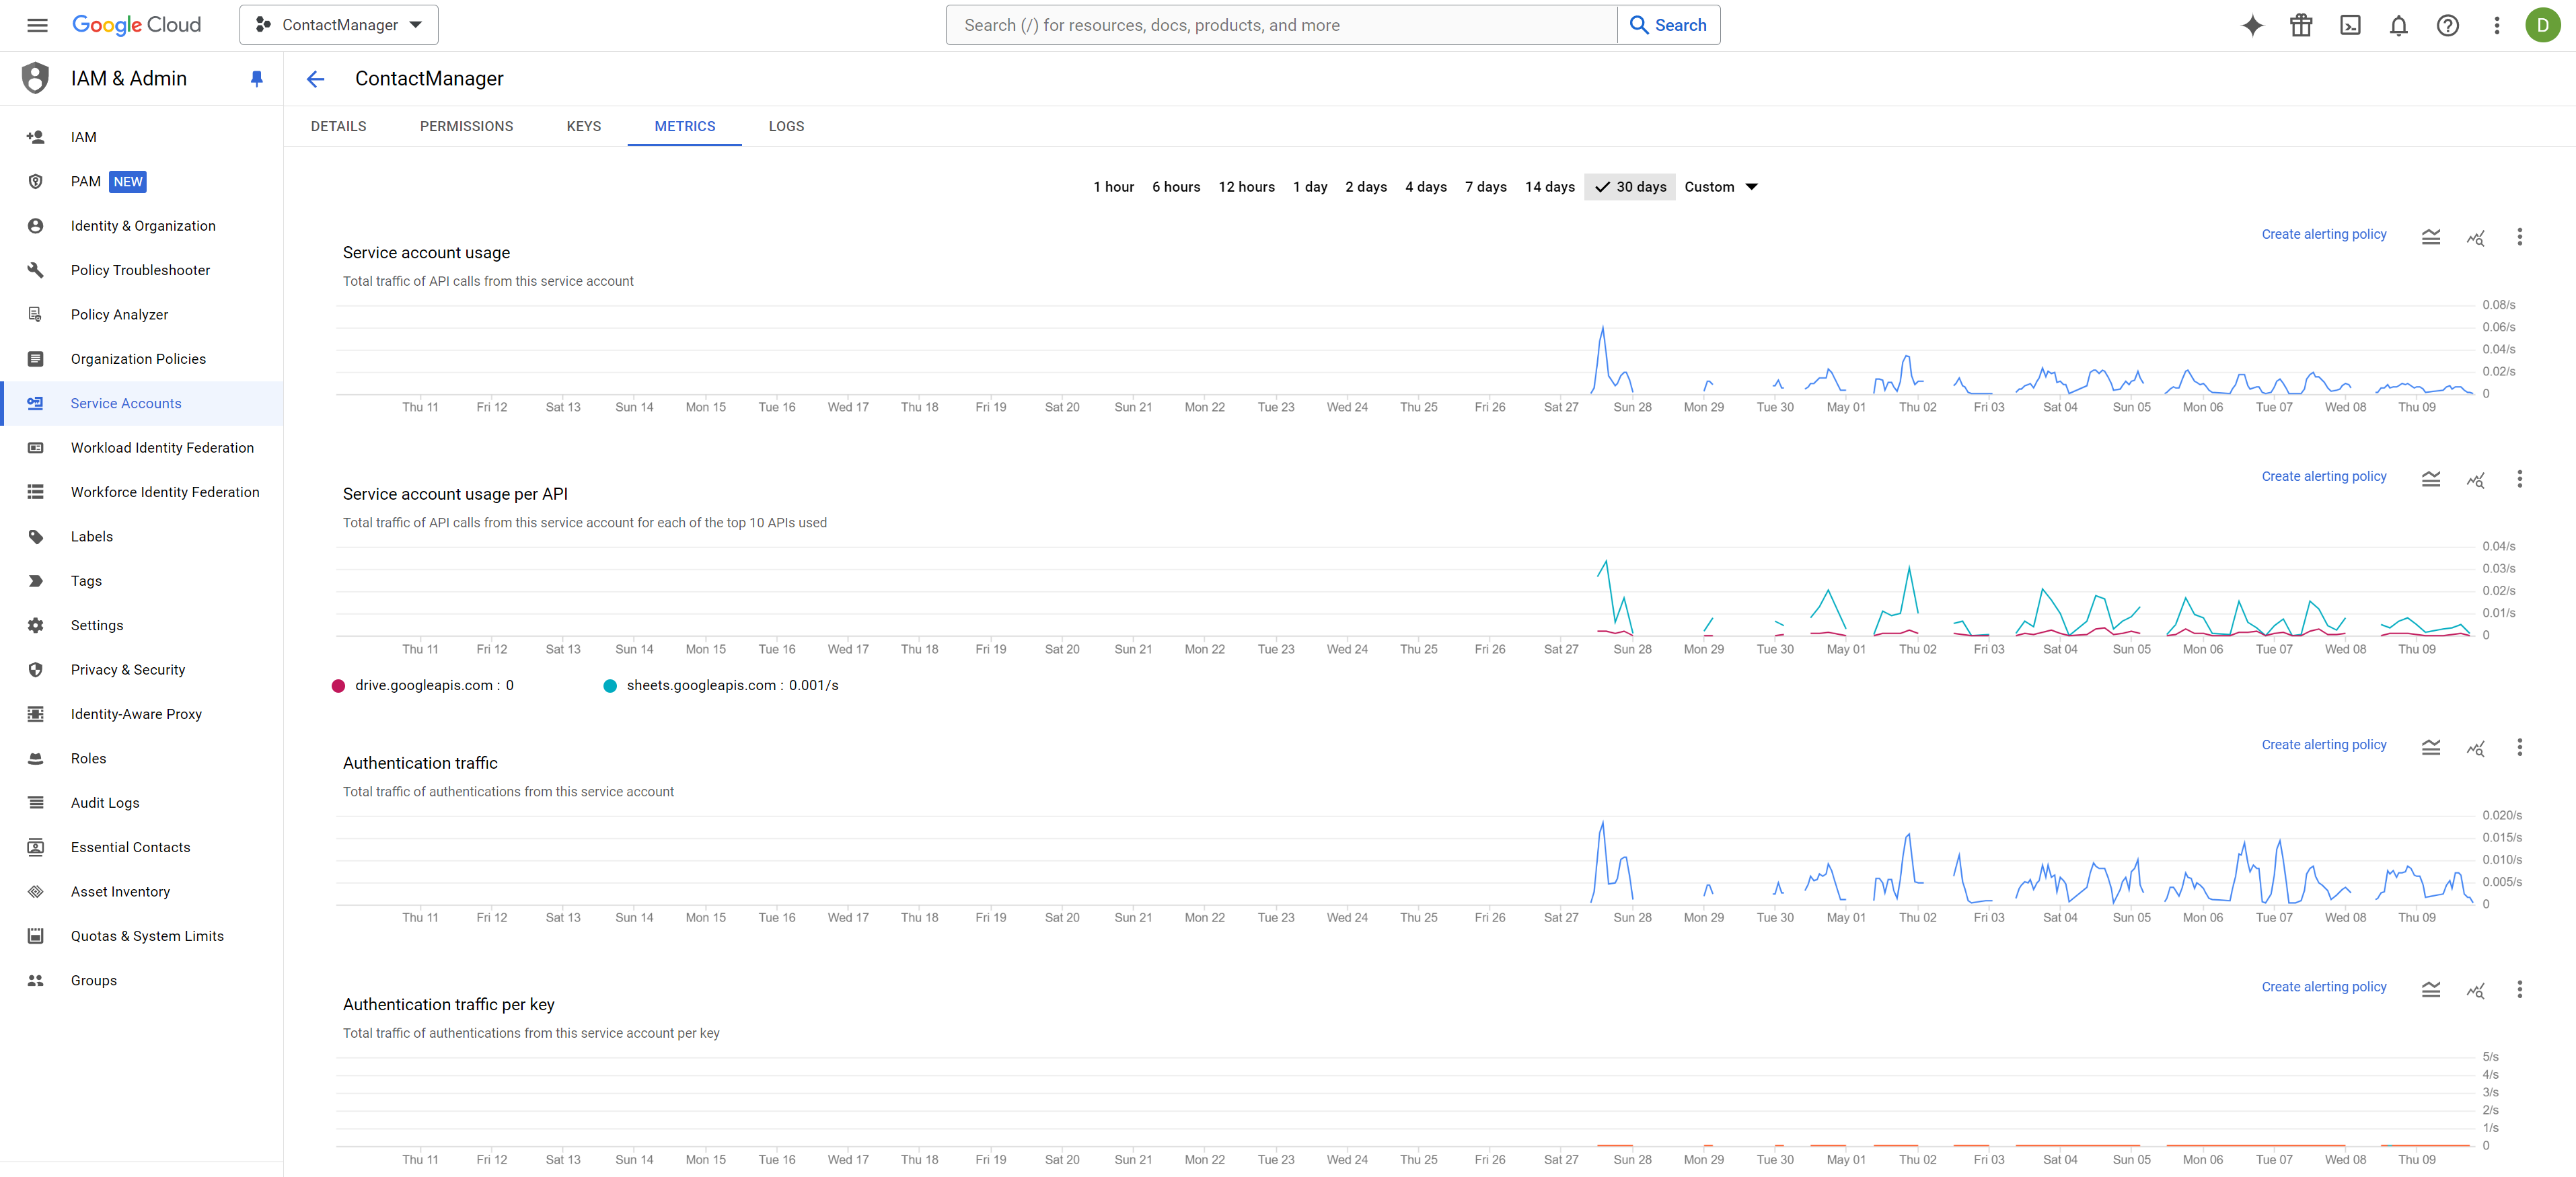 Google Cloud
ContactManager
Search (/) for resources, docs, products, and more
Search
D
IAM & Admin
ContactManager
DETAILS PERMISSIONS KEYS METRICS LOGS
IAM
PAM NEW
Identity & Organization
Policy Troubleshooter
Policy Analyzer
Organization Policies
Service Accounts
Workload Identity Federation
Workforce Identity Federation
Labels
Tags
Settings
Privacy & Security
Identity-Aware Proxy
Roles
Audit Logs
Essential Contacts
Asset Inventory
Quotas & System Limits
Groups
1 hour 6 hours 12 hours 1 day 2 days 4 days 7 days 14 days 30 days Custom
Create alerting policy
Service account usage
Total traffic of API calls from this service account
0.08/s
0.06/s
0.04/s
0.02/s
0
Thu 11 Fri 12 Sat 13 Sun 14 Mon 15 Tue 16 Wed 17 Thu 18 Fri 19 Sat 20 Sun 21 Mon 22 Tue 23 Wed 24 Thu 25 Fri 26 Sat 27 Sun 28 Mon 29 Tue 30 May 01 Thu 02 Fri 03 Sat 04 Sun 05 Mon 06 Tue 07 Wed 08 Thu 09
Create alerting policy
Service account usage per API
Total traffic of API calls from this service account for each of the top 10 APIs used
0.04/s
0.03/s
0.02/s
0.01/s
0
Thu 11 Fri 12 Sat 13 Sun 14 Mon 15 Tue 16 Wed 17 Thu 18 Fri 19 Sat 20 Sun 21 Mon 22 Tue 23 Wed 24 Thu 25 Fri 26 Sat 27 Sun 28 Mon 29 Tue 30 May 01 Thu 02 Fri 03 Sat 04 Sun 05 Mon 06 Tue 07 Wed 08 Thu 09
drive.googleapis.com : 0 sheets.googleapis.com : 0.001/s
Create alerting policy
Authentication traffic
Total traffic of authentications from this service account
0.020/s
0.015/s
0.010/s
0.005/s
0
Thu 11 Fri 12 Sat 13 Sun 14 Mon 15 Tue 16 Wed 17 Thu 18 Fri 19 Sat 20 Sun 21 Mon 22 Tue 23 Wed 24 Thu 25 Fri 26 Sat 27 Sun 28 Mon 29 Tue 30 May 01 Thu 02 Fri 03 Sat 04 Sun 05 Mon 06 Tue 07 Wed 08 Thu 09
Create alerting policy
Authentication traffic per key
Total traffic of authentications from this service account per key
5/s
4/s
3/s
2/s
1/s
0
Thu 11 Fri 12 Sat 13 Sun 14 Mon 15 Tue 16 Wed 17 Thu 18 Fri 19 Sat 20 Sun 21 Mon 22 Tue 23 Wed 24 Thu 25 Fri 26 Sat 27 Sun 28 Mon 29 Tue 30 May 01 Thu 02 Fri 03 Sat 04 Sun 05 Mon 06 Tue 07 Wed 08 Thu 09